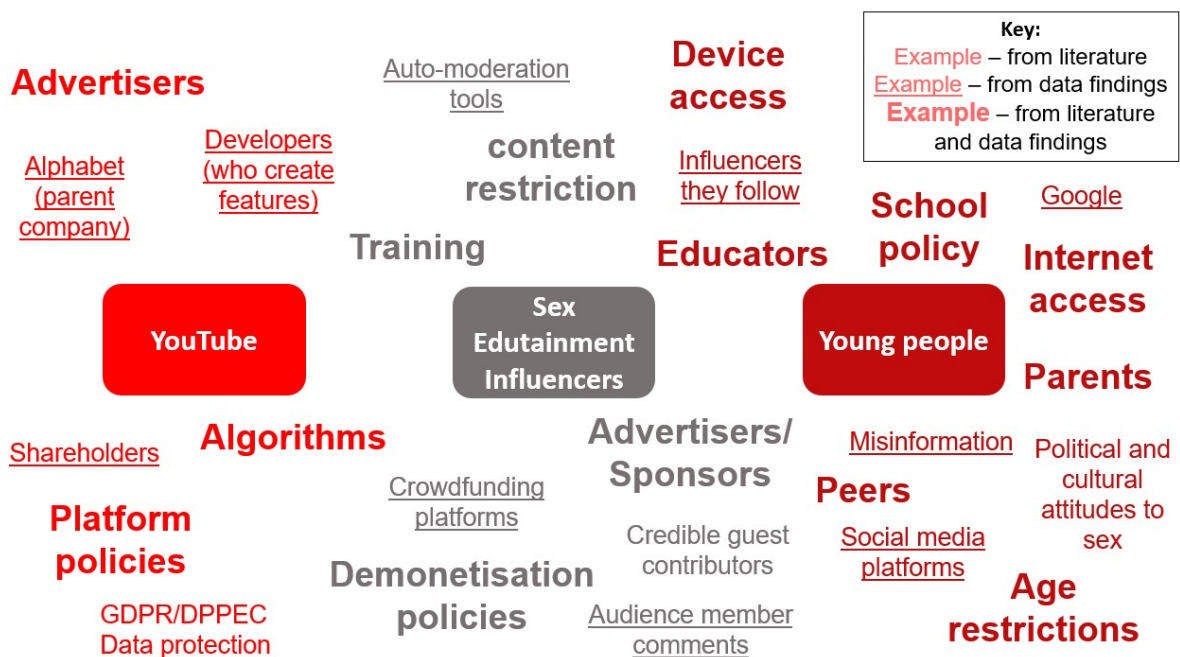 Key:
Example – from literature
Example – from data findings
Example – from literature
and data findings
Advertisers
Alphabet
(parent
company)
Developers
(who create
features)
Auto-moderation
tools
content
restriction
Training
Device
access
Influencers
they follow
Educators
School
policy
Google
Internet
access
YouTube
Sex
Edutainment
Influencers
Young people
Parents
Shareholders
Algorithms
Platform
policies
GDPR/DPPEC
Data protection
Crowdfunding
platforms
Demonetisation
policies
Advertisers/
Sponsors
Credible guest
contributors
Audience member
comments
Misinformation
Peers
Social media
platforms
Political and
cultural
attitudes to
sex
Age
restrictions